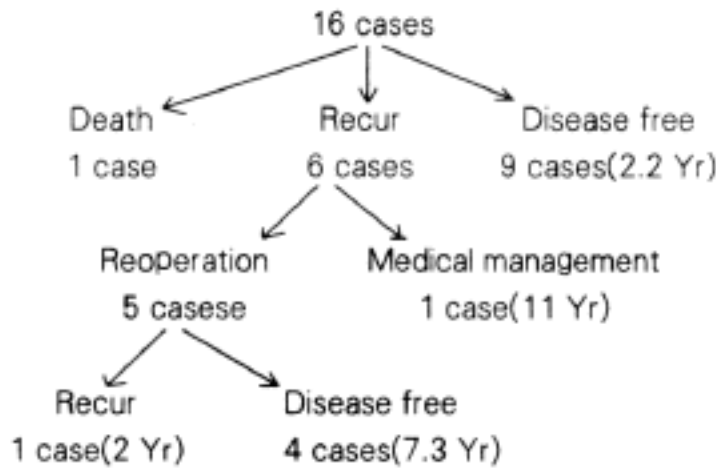 16 cases
Death Recur Disease free
1 case 6 cases 9 cases(2.2 Yr)
Reoperation Medical management
5 casese 1 case(11 Yr)
Recur Disease free
1 case(2 Yr) 4 cases(7.3 Yr)